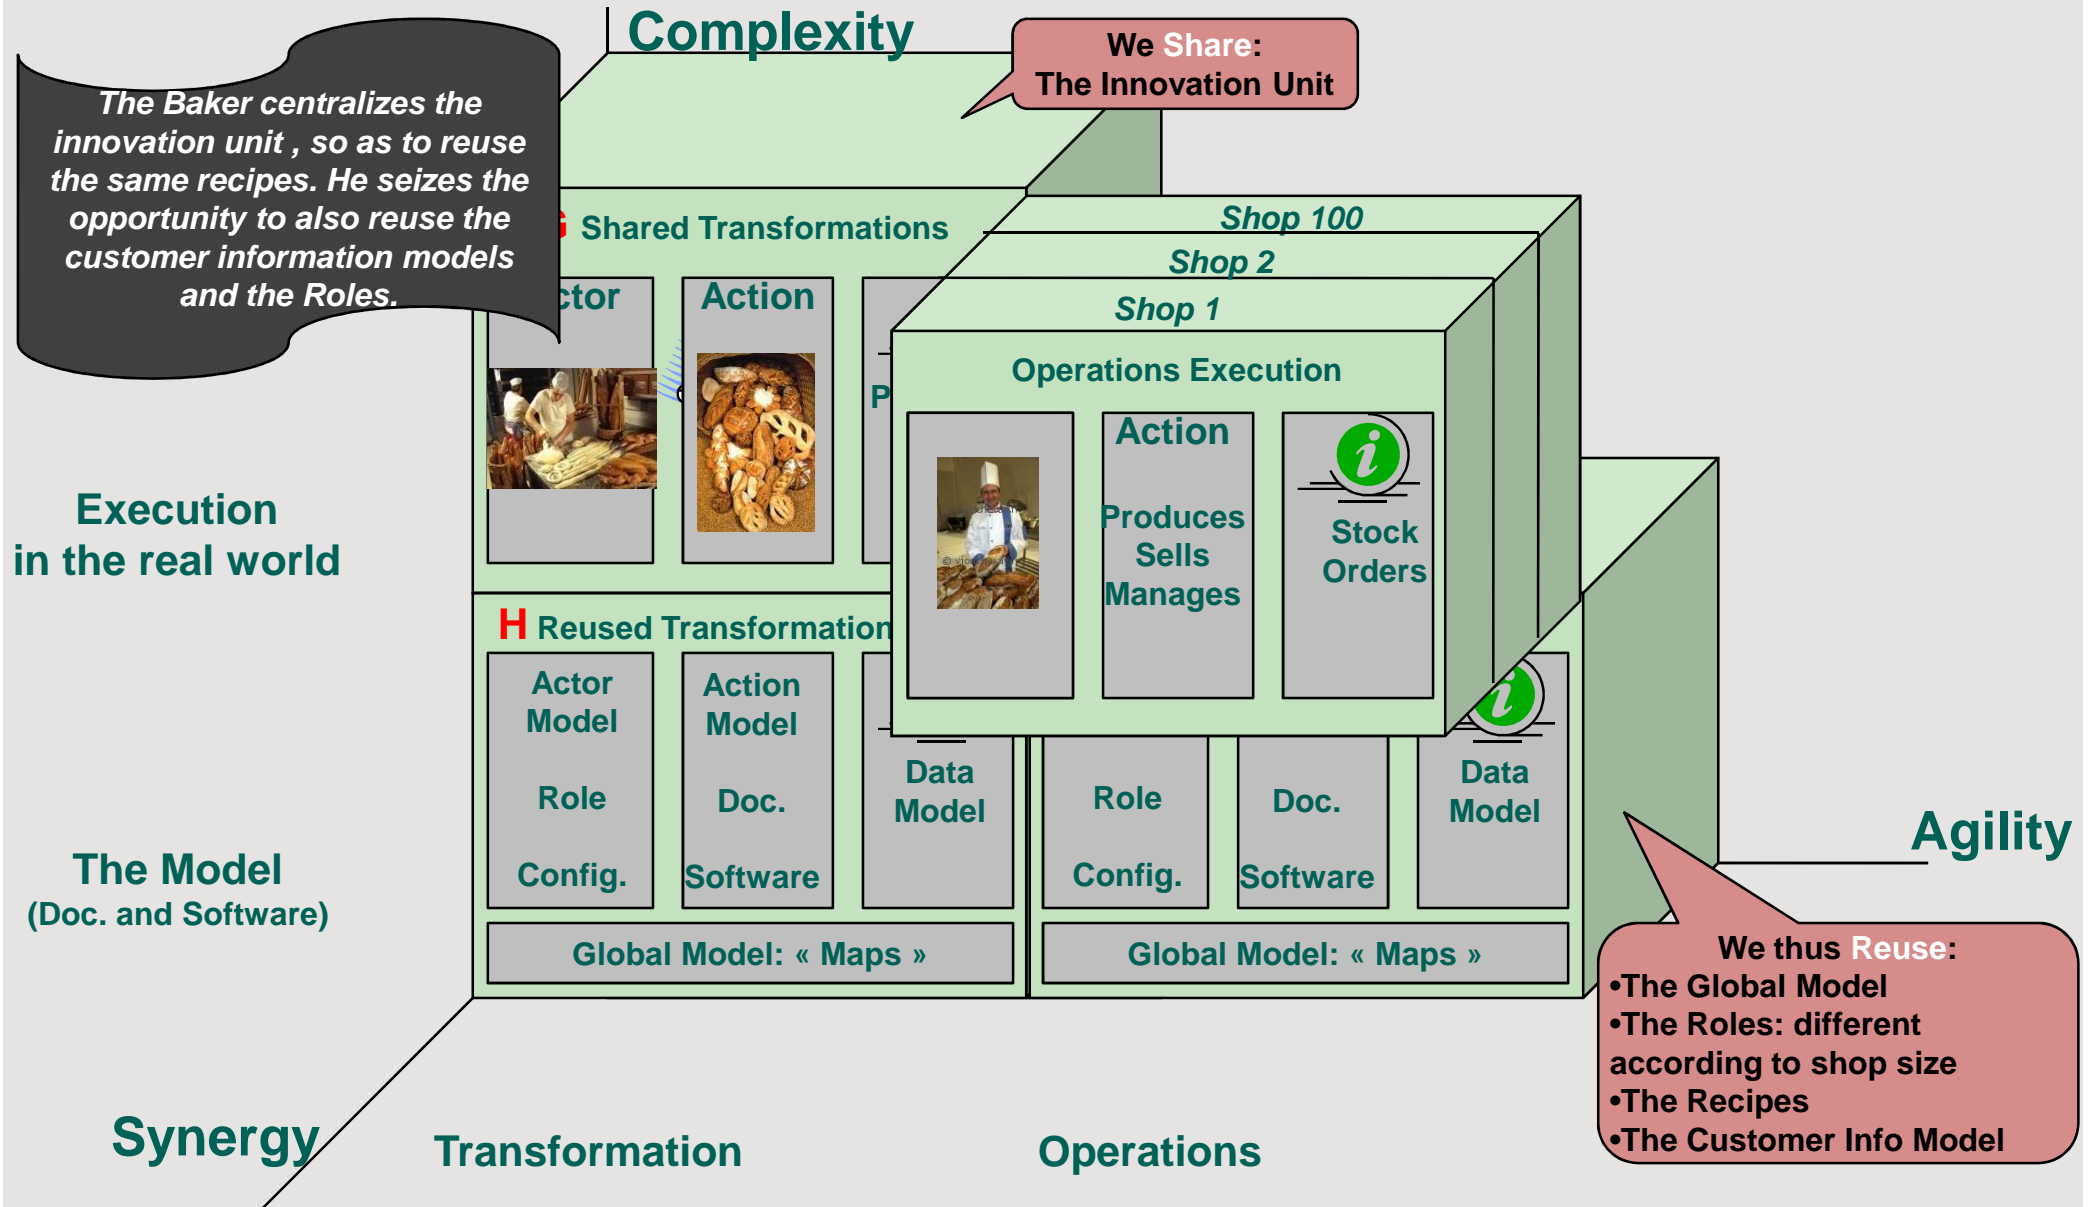 Complexity
We Share:
The Innovation Unit
The Baker centralizes the
innovation unit , so as to reuse
the same recipes. He seizes the
opportunity to also reuse the
customer information models
and the Roles.
G Shared Transformations
Shop 100
Shop 2
Shop 1
ctor
Action
P
Operations Execution
Action
Produces
Sells
Manages
Stock
Orders
Execution
in the real world
H Reused Transformation
Actor
Model
Role
Config.
Action
Model
Doc.
Software
Data
Model
Role
Config.
Doc.
Software
Data
Model
Global Model: « Maps »
Global Model: « Maps »
The Model
(Doc. and Software)
Agility
We thus Reuse:
•The Global Model
•The Roles: different
according to shop size
•The Recipes
•The Customer Info Model
Synergy
Transformation
Operations